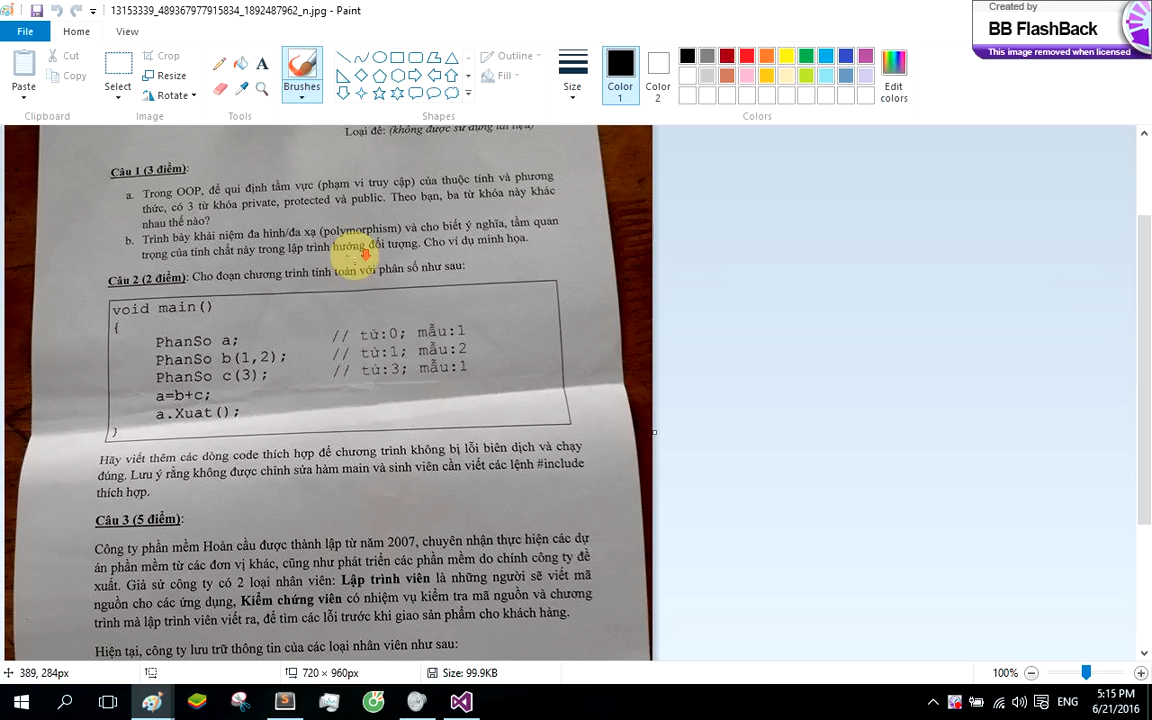 13153339_489367977915834_1892487962_n.jpg - Paint
Created by
BB FlashBack
This image removed when licensed
File Home View
Paste
Cut
Copy
Clipboard
Select
Crop
Resize
Rotate
Image
Tools
Brushes
Outline
Fill
Shapes
Size
Color 1
Color 2
Edit colors
Colors
Loại đề: (không được sử dụng tài liệu)
Câu 1 (3 điểm):
a. Trong OOP, để qui định tầm vực (phạm vi truy cập) của thuộc tính và phương
thức, có 3 từ khóa private, protected và public. Theo bạn, ba từ khóa này khác
nhau thế nào?
b. Trình bày khái niệm đa hình/đa xạ (polymorphism) và cho biết ý nghĩa, tầm quan
trọng của tính chất này trong lập trình hướng đối tượng. Cho ví dụ minh họa.
Câu 2 (2 điểm): Cho đoạn chương trình tính toán với phân số như sau:
void main()
{
PhanSo a; // tử:0; mẫu:1
PhanSo b(1,2); // tử:1; mẫu:2
PhanSo c(3); // tử:3; mẫu:1
a=b+c;
a.Xuat();
}
Hãy viết thêm các dòng code thích hợp để chương trình không bị lỗi biên dịch và chạy
đúng. Lưu ý rằng không được chỉnh sửa hàm main và sinh viên cần viết các lệnh #include
thích hợp.
Câu 3 (5 điểm):
Công ty phần mềm Hoàn cầu được thành lập từ năm 2007, chuyên nhận thực hiện các dự
án phần mềm từ các đơn vị khác, cũng như phát triển các phần mềm do chính công ty đề
xuất. Giả sử công ty có 2 loại nhân viên: Lập trình viên là những người sẽ viết mã
nguồn cho các ứng dụng, Kiểm chứng viên có nhiệm vụ kiểm tra mã nguồn và chương
trình mà lập trình viên viết ra, để tìm các lỗi trước khi giao sản phẩm cho khách hàng.
Hiện tại, công ty lưu trữ thông tin của các loại nhân viên như sau:
389, 284px
720 × 960px
Size: 99.9KB
100%
ENG
5:15 PM
6/21/2016